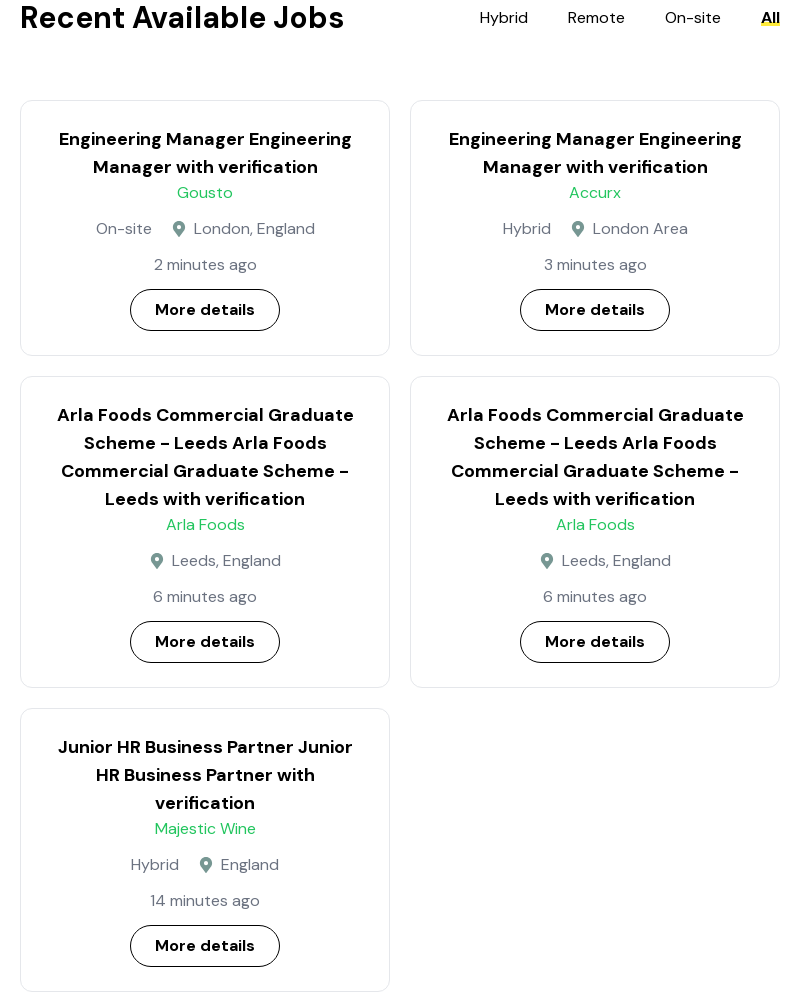 Recent Available Jobs
Hybrid Remote On-site All
Engineering Manager Engineering
Manager with verification
Gousto
On-site London, England
2 minutes ago
More details
Engineering Manager Engineering
Manager with verification
Accurx
Hybrid London Area
3 minutes ago
More details
Arla Foods Commercial Graduate
Scheme – Leeds Arla Foods
Commercial Graduate Scheme –
Leeds with verification
Arla Foods
Leeds, England
6 minutes ago
More details
Arla Foods Commercial Graduate
Scheme – Leeds Arla Foods
Commercial Graduate Scheme –
Leeds with verification
Arla Foods
Leeds, England
6 minutes ago
More details
Junior HR Business Partner Junior
HR Business Partner with
verification
Majestic Wine
Hybrid England
14 minutes ago
More details